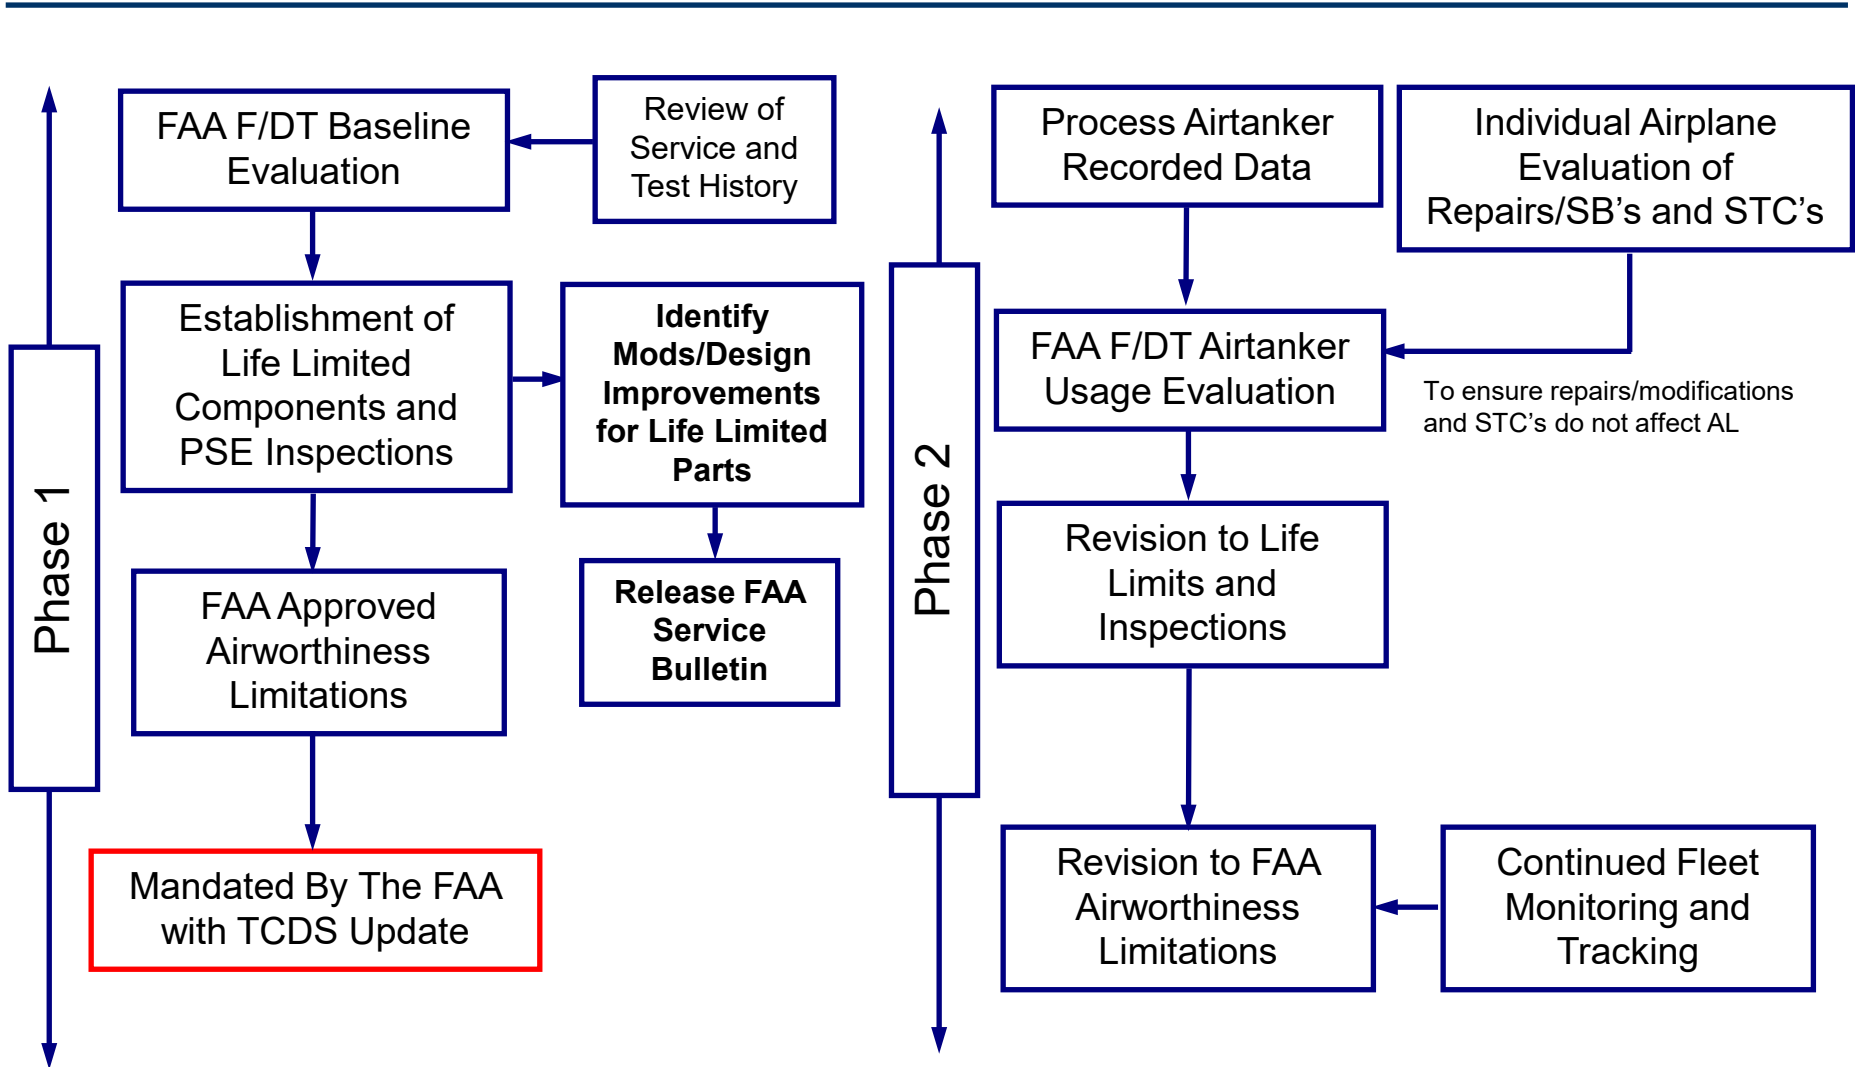 Phase 1
FAA F/DT Baseline
Evaluation
Review of
Service and
Test History
Establishment of
Life Limited
Components and
PSE Inspections
Identify
Mods/Design
Improvements
for Life Limited
Parts
FAA Approved
Airworthiness
Limitations
Release FAA
Service
Bulletin
Mandated By The FAA
with TCDS Update
Phase 2
Process Airtanker
Recorded Data
Individual Airplane
Evaluation of
Repairs/SB’s and STC’s
FAA F/DT Airtanker
Usage Evaluation
To ensure repairs/modifications
and STC’s do not affect AL
Revision to Life
Limits and
Inspections
Revision to FAA
Airworthiness
Limitations
Continued Fleet
Monitoring and
Tracking